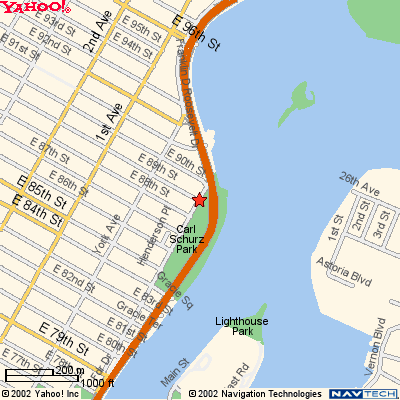 YAHOO!
E 96th St
E 93rd St
E 92nd St
E 91st St
2nd Ave
E 95th St
E 94th St
Franklin D Roosevelt Dr
1st Ave
E 90th St
E 89th St
E 88th St
E 87th St
E 86th St
E 85th St
E 84th St
York Ave
Henderson Pl
Carl
Schurz
Park
26th Ave
1st St
2nd St
3rd St
Astoria Blvd
E 82nd St
Gracie Sq
E 83rd St
Gracie Ter
E 81st St
E 80th St
E 79th St
E 78th St
E 77th St
Lighthouse
Park
Main St
Vernon Blvd
200 m
1000 ft
©2002 Yahoo! Inc
©2002 Navigation Technologies
NAVTECH